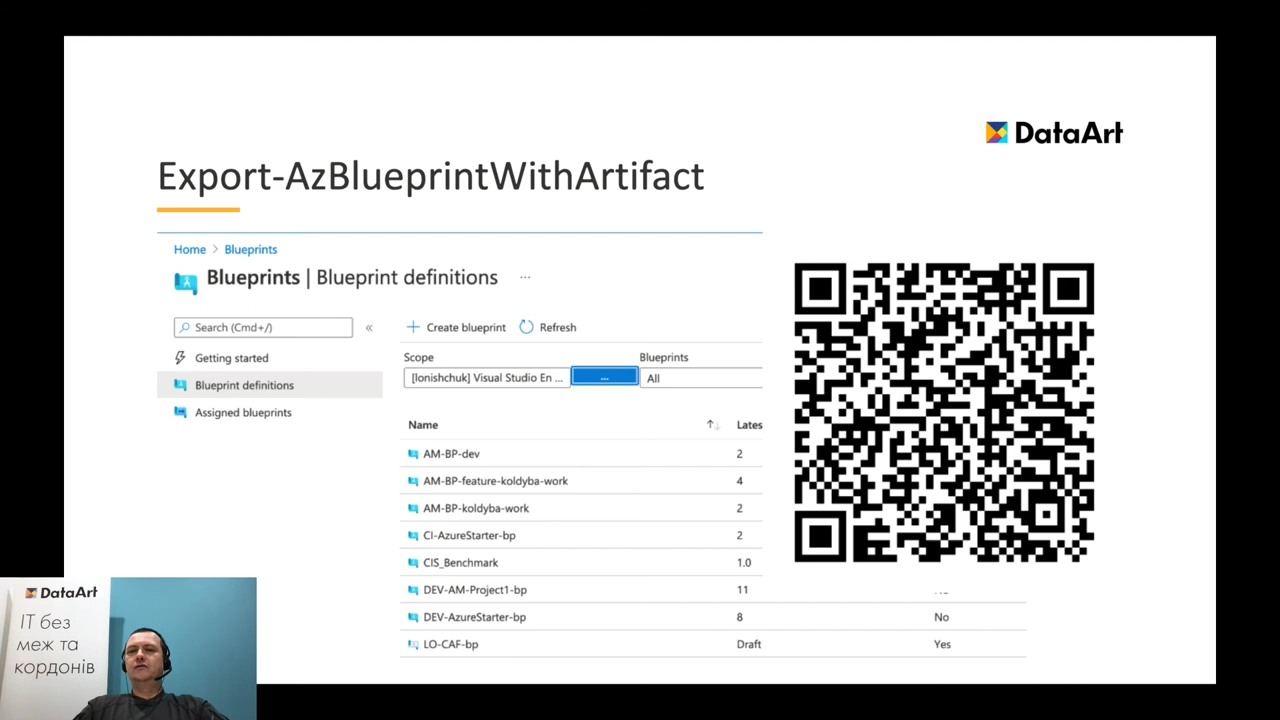 DataArt
Export-AzBlueprintWithArtifact
Home > Blueprints
Blueprints | Blueprint definitions ...
Search (Cmd+/) «
Create blueprint Refresh
Getting started
Blueprint definitions
Assigned blueprints
Scope Blueprints
[lonishchuk] Visual Studio En ... ... All
Name Lates
AM-BP-dev 2
AM-BP-feature-koldyba-work 4
AM-BP-koldyba-work 2
CI-AzureStarter-bp 2
CIS_Benchmark 1.0
DEV-AM-Project1-bp 11
DEV-AzureStarter-bp 8 No
LO-CAF-bp Draft Yes
DataArt
ІТ без
меж та
кордонів